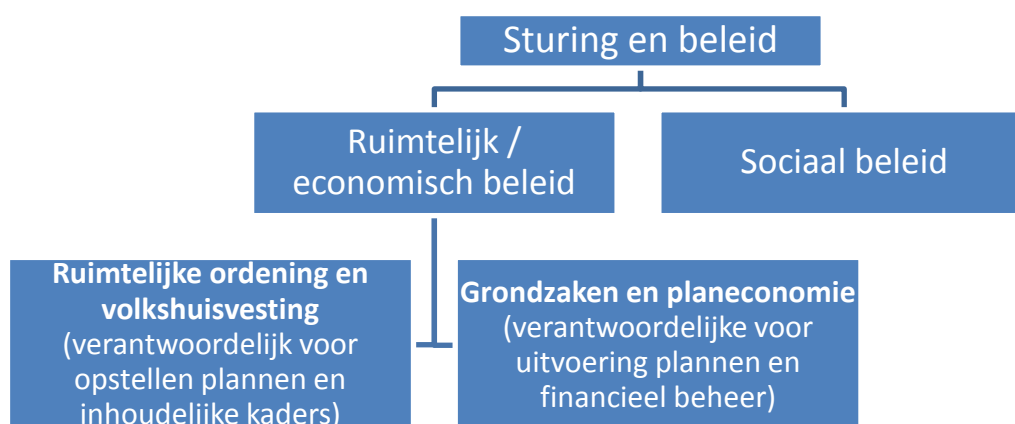 Sturing en beleid
Ruimtelijk /
economisch beleid
Sociaal beleid
Ruimtelijke ordening en
volkshuisvesting
(verantwoordelijk voor
opstellen plannen en
inhoudelijke kaders)
Grondzaken en planeconomie
(verantwoordelijke voor
uitvoering plannen en
financieel beheer)